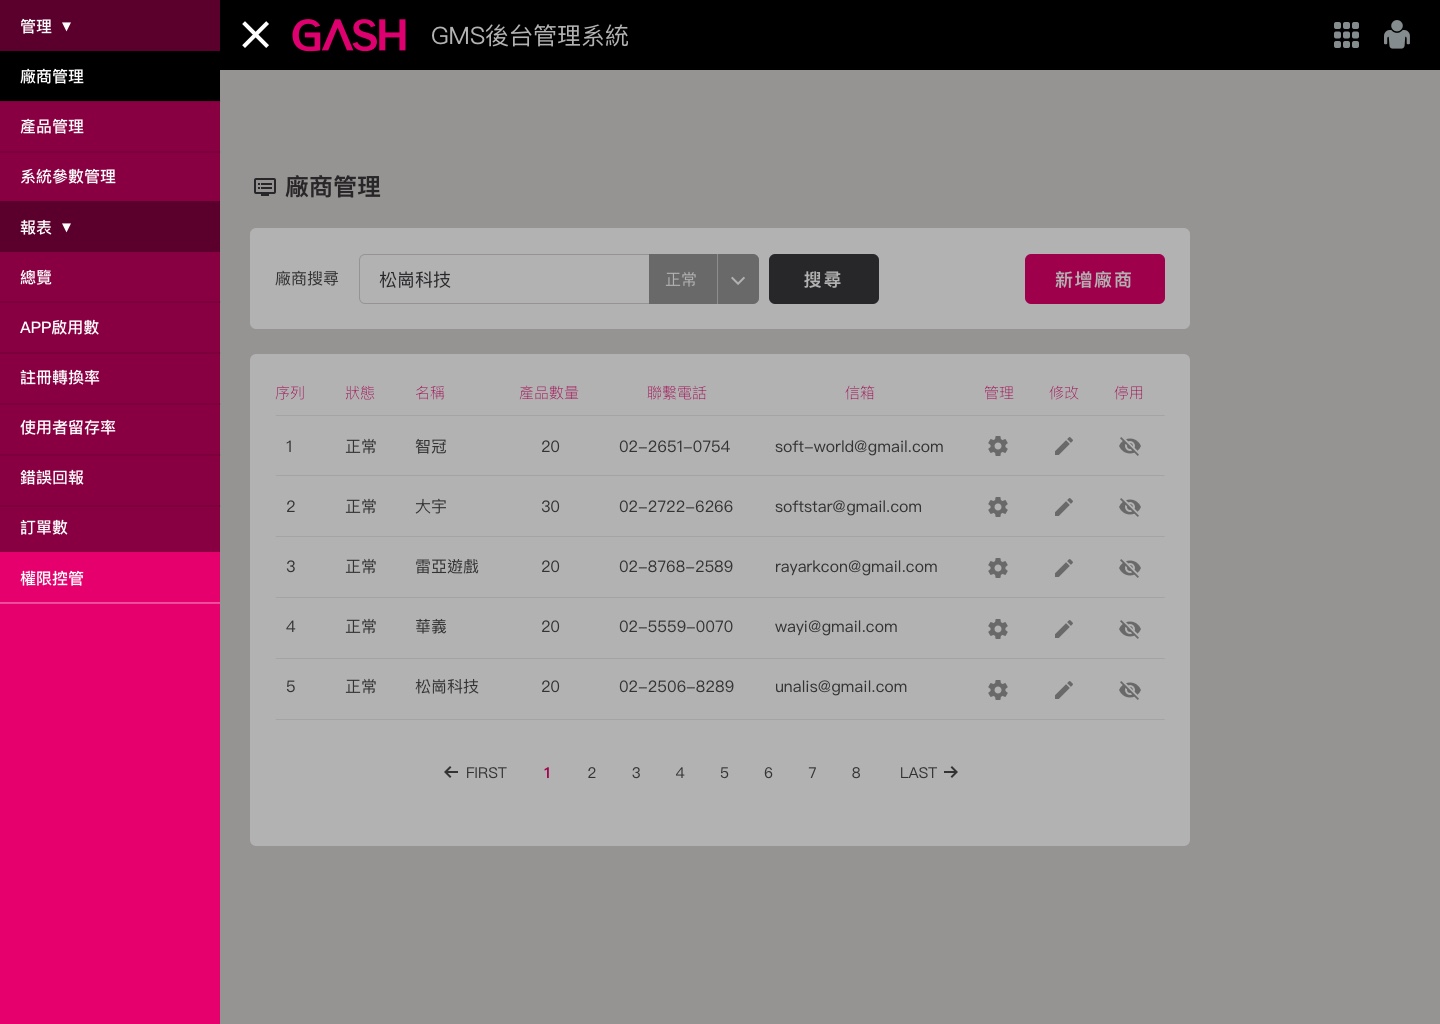 GASH
GMS後台管理系統
管理 ▼
廠商管理
產品管理
系統參數管理
報表 ▼
總覽
APP啟用數
註冊轉換率
使用者留存率
錯誤回報
訂單數
權限控管
廠商管理
廠商搜尋 松崗科技 正常 搜尋 新增廠商
序列 狀態 名稱 產品數量 聯繫電話 信箱 管理 修改 停用
1 正常 智冠 20 02-2651-0754 soft-world@gmail.com
2 正常 大宇 30 02-2722-6266 softstar@gmail.com
3 正常 雷亞遊戲 20 02-8768-2589 rayarkcon@gmail.com
4 正常 華義 20 02-5559-0070 wayi@gmail.com
5 正常 松崗科技 20 02-2506-8289 unalis@gmail.com
← FIRST 1 2 3 4 5 6 7 8 LAST →